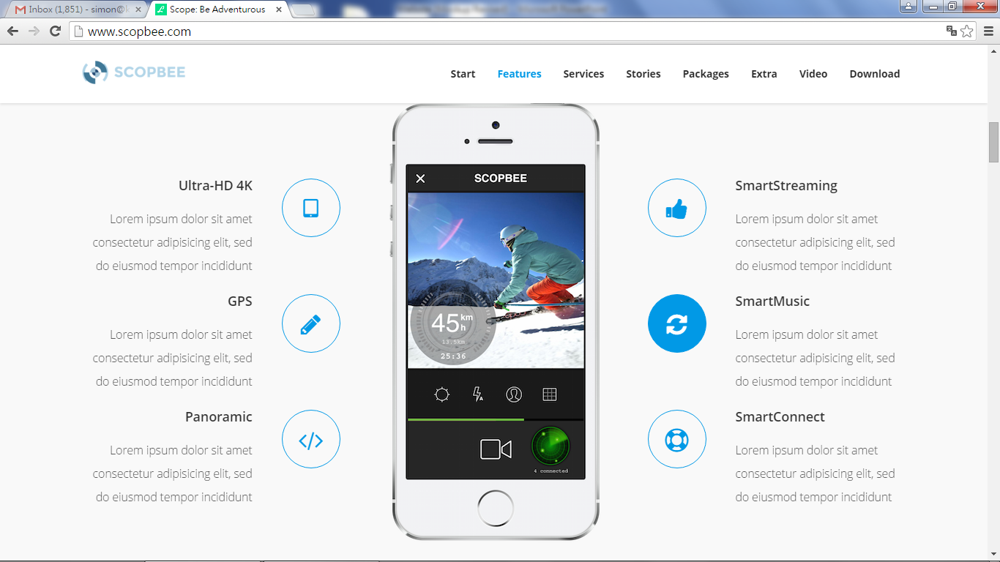 Inbox (1,851) - simon@k
Scope: Be Adventurous
www.scopbee.com
SCOPBEE
Start
Features
Services
Stories
Packages
Extra
Video
Download
Ultra-HD 4K
Lorem ipsum dolor sit amet
consectetur adipisicing elit, sed
do eiusmod tempor incididunt
GPS
Lorem ipsum dolor sit amet
consectetur adipisicing elit, sed
do eiusmod tempor incididunt
Panoramic
Lorem ipsum dolor sit amet
consectetur adipisicing elit, sed
do eiusmod tempor incididunt
SCOPBEE
45 km
h
13.5km
25:36
A
4 connected
SmartStreaming
Lorem ipsum dolor sit amet
consectetur adipisicing elit, sed
do eiusmod tempor incididunt
SmartMusic
Lorem ipsum dolor sit amet
consectetur adipisicing elit, sed
do eiusmod tempor incididunt
SmartConnect
Lorem ipsum dolor sit amet
consectetur adipisicing elit, sed
do eiusmod tempor incididunt